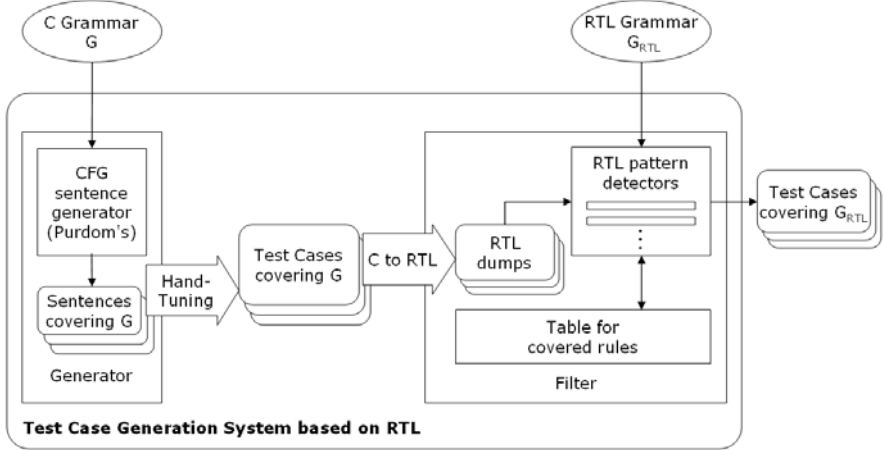 C Grammar
G
RTL Grammar
G_RTL
CFG
sentence
generator
(Purdom's)
Sentences
covering G
Generator
Hand-
Tuning
Test Cases
covering G
C to RTL
RTL
dumps
RTL pattern
detectors
Table for
covered rules
Filter
Test Cases
covering G_RTL
Test Case Generation System based on RTL